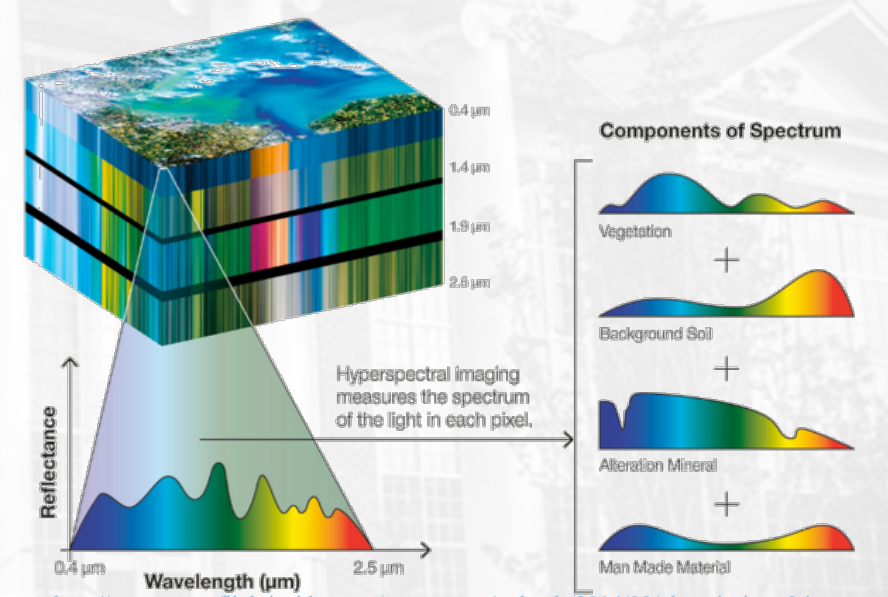 0.4 µm
Components of Spectrum
1.4 µm
1.9 µm
Vegetation
+
2.5 µm
Background Soil
+
Hyperspectral imaging
measures the spectrum
of the light in each pixel.
Reflectance
Alteration Mineral
+
Man Made Material
0.4 µm
2.5 µm
Wavelength (µm)